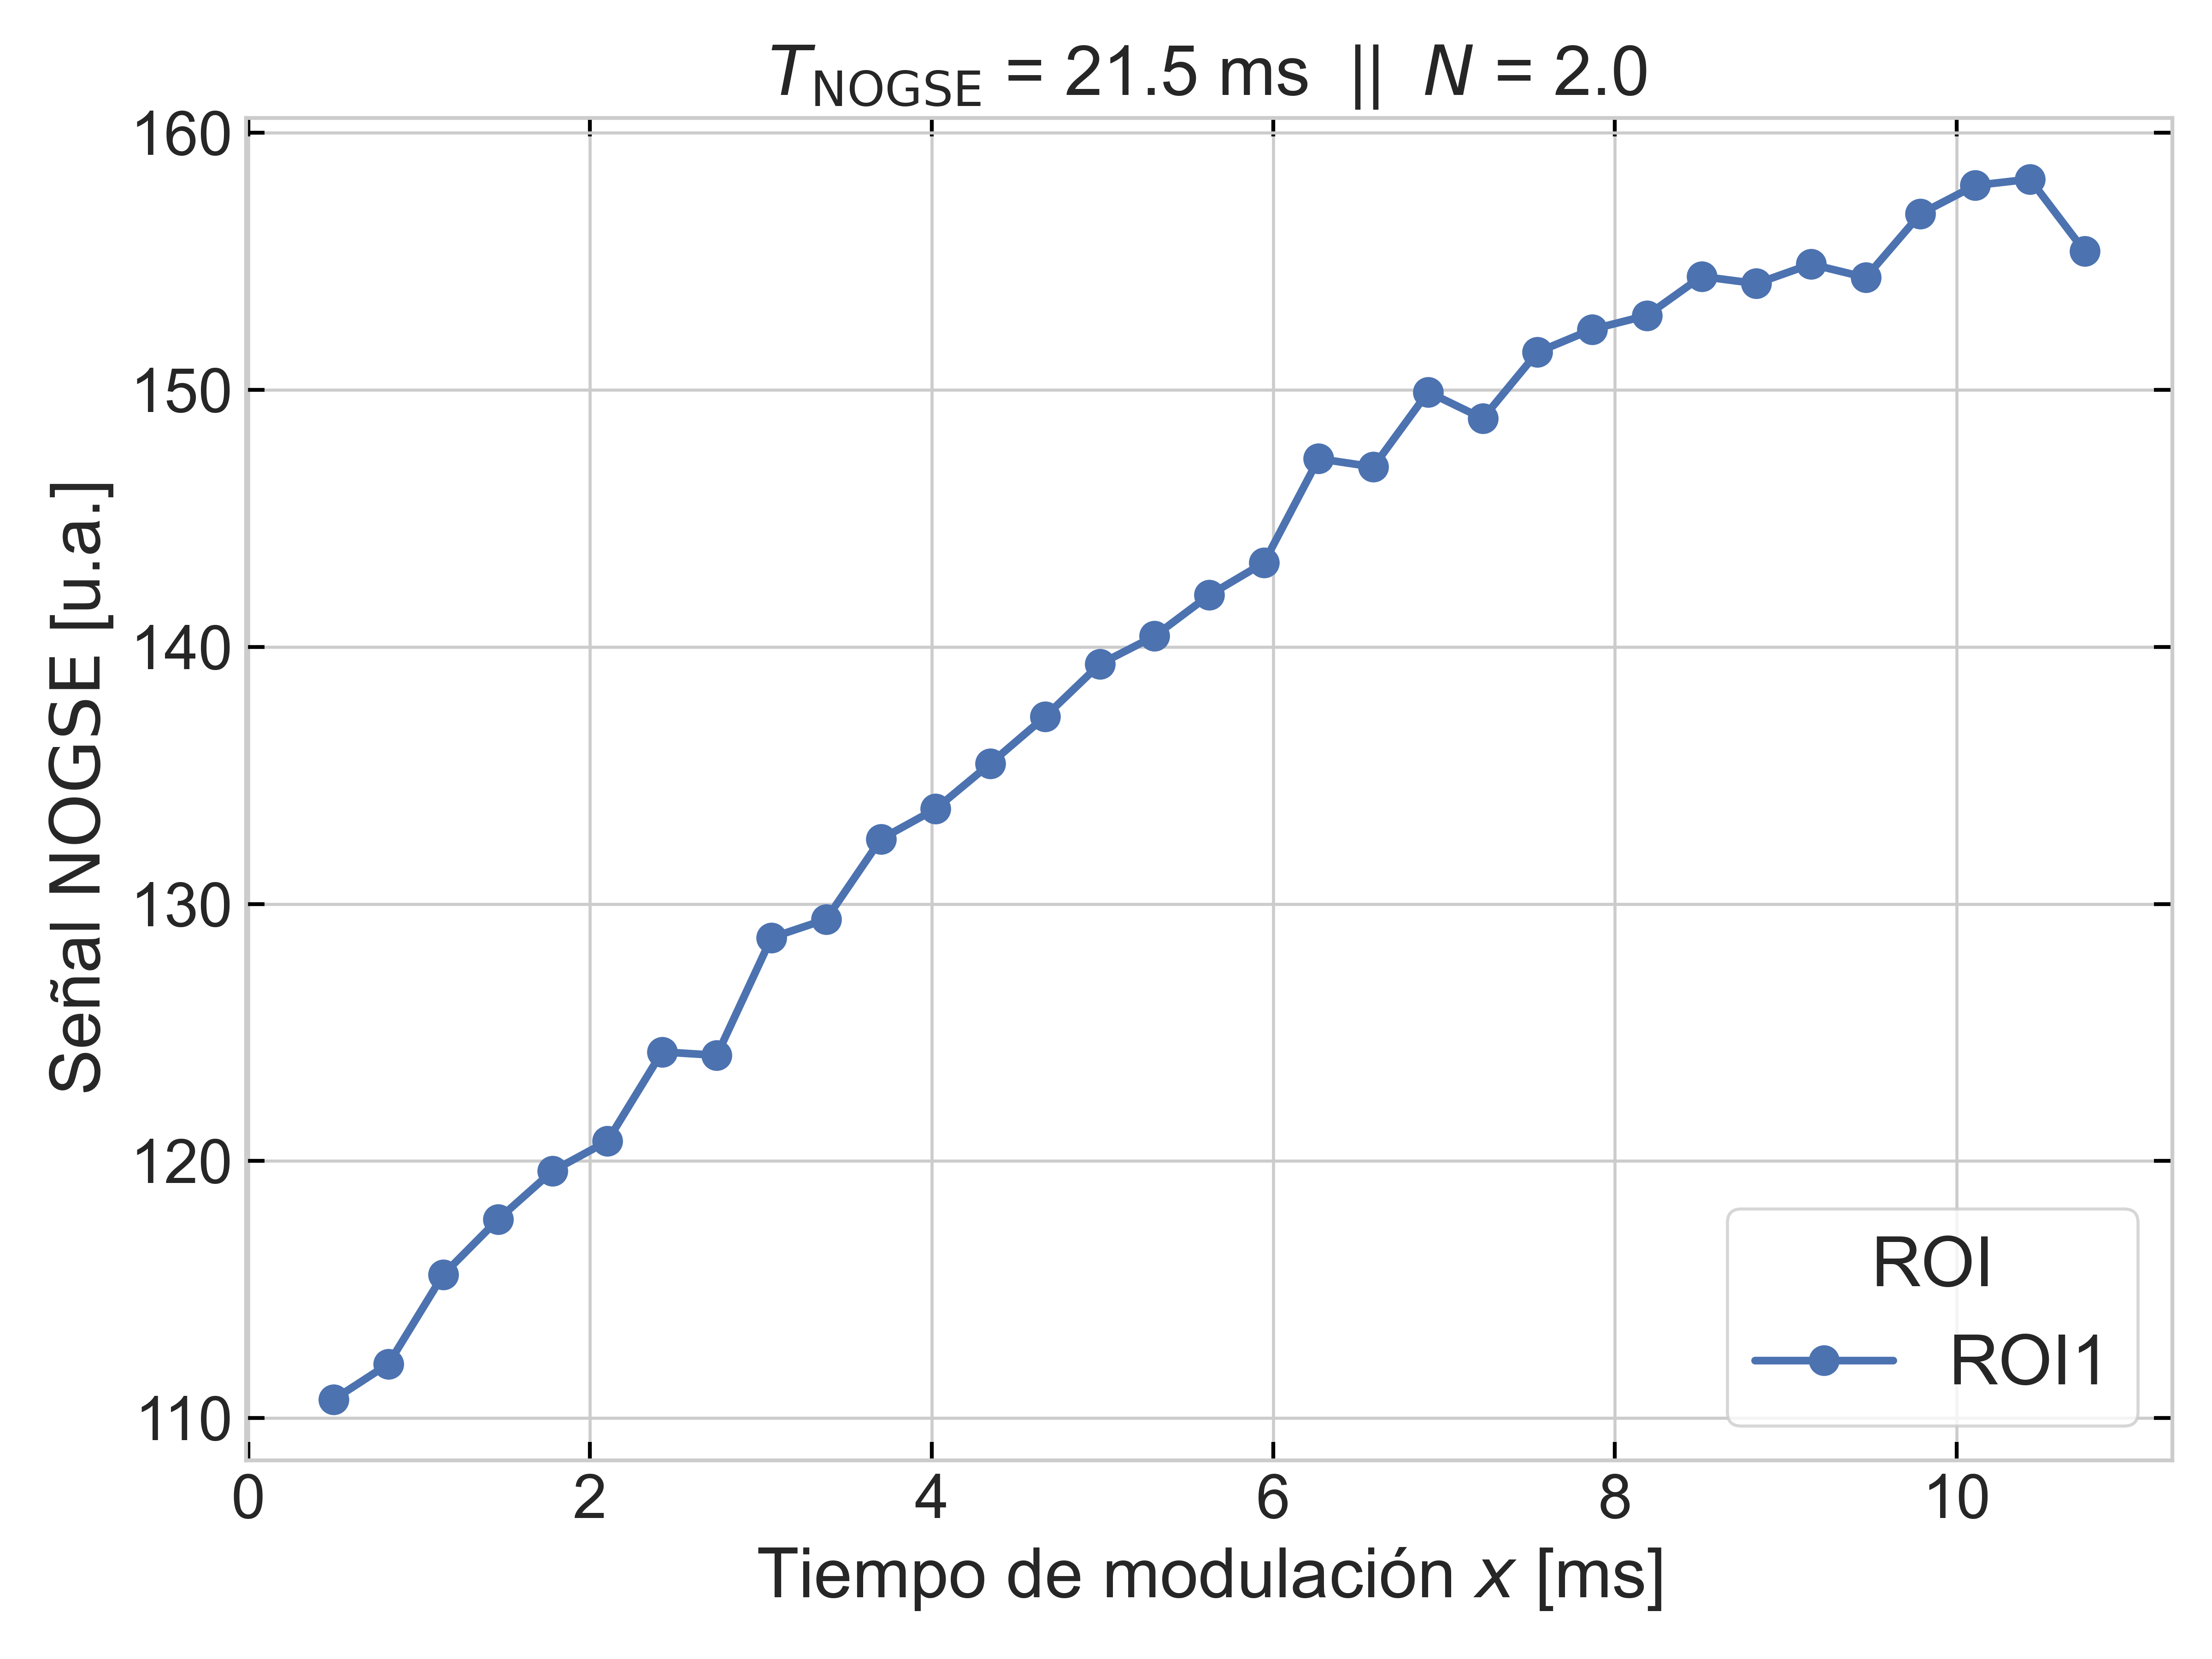 T_NOGSE = 21.5 ms || N = 2.0
160
150
140
130
120
110
Señal NOGSE [u.a.]
0 2 4 6 8 10
Tiempo de modulación x [ms]
ROI
ROI1